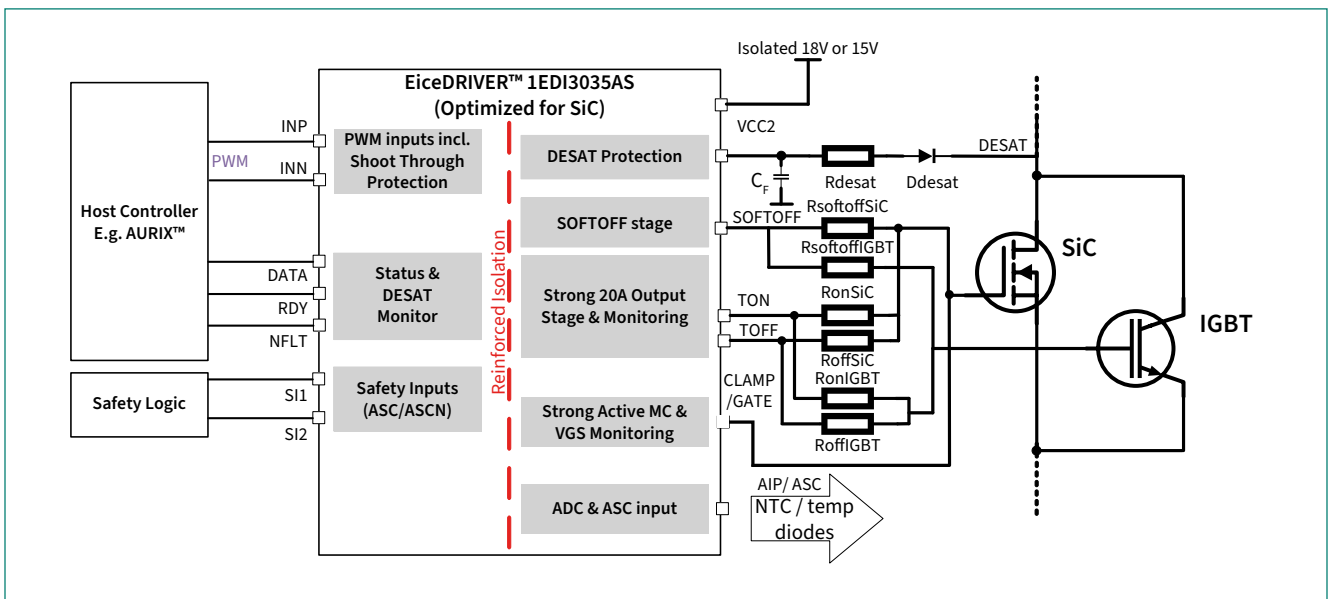 Isolated 18V or 15V
EiceDRIVER™ 1EDI3035AS
(Optimized for SiC)
VCC2
INP
PWM
INN
PWM inputs incl.
Shoot Through
Protection
DESAT Protection
DESAT
CF
Rdesat
Ddesat
Host Controller
E.g. AURIX™
SOFTOFF stage
SOFTOFF
RsoftoffSiC
RsoftoffIGBT
SiC
DATA
RDY
NFLT
Status &
DESAT
Monitor
Reinforced Isolation
Strong 20A Output
Stage & Monitoring
TON
TOFF
RonSiC
RoffSiC
RonIGBT
RoffIGBT
IGBT
Safety Logic
SI1
SI2
Safety Inputs
(ASC/ASCN)
Strong Active MC &
VGS Monitoring
CLAMP
/GATE
ADC & ASC input
AIP/ ASC
NTC / temp
diodes